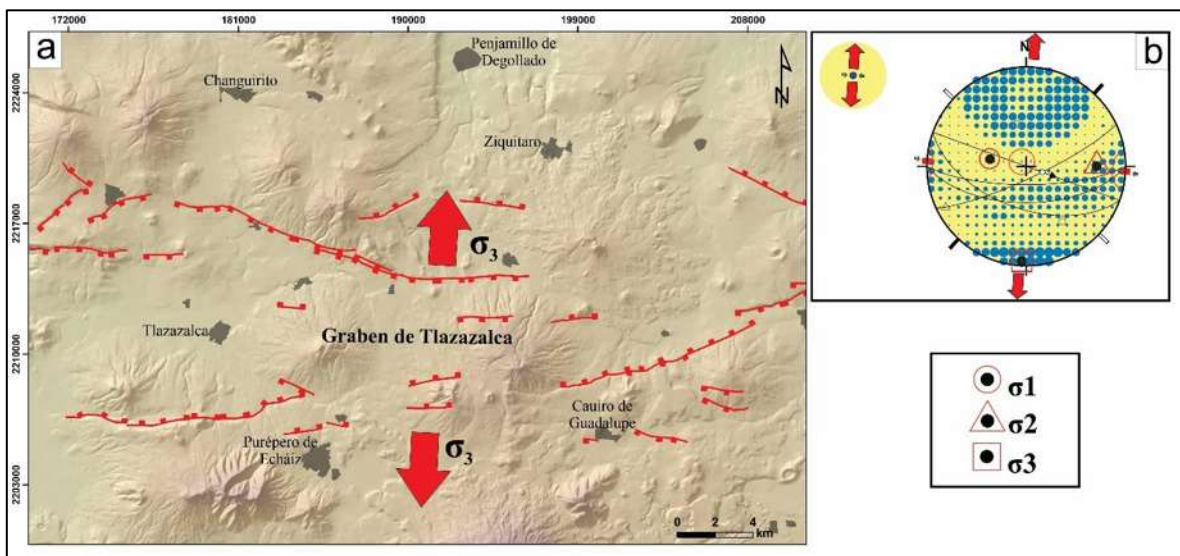 172000
181000
190000
199000
208000
a
Penjamillo de
Degollado
N
Changuirito
2224000
Ziquitaro
2217000
σ3
Tlazazalca
Graben de Tlazazalca
2210000
Cauiro de
Guadalupe
Purépero de
Echáiz
σ3
2203000
0 2 4
km
b
N
σ1
σ2
σ3